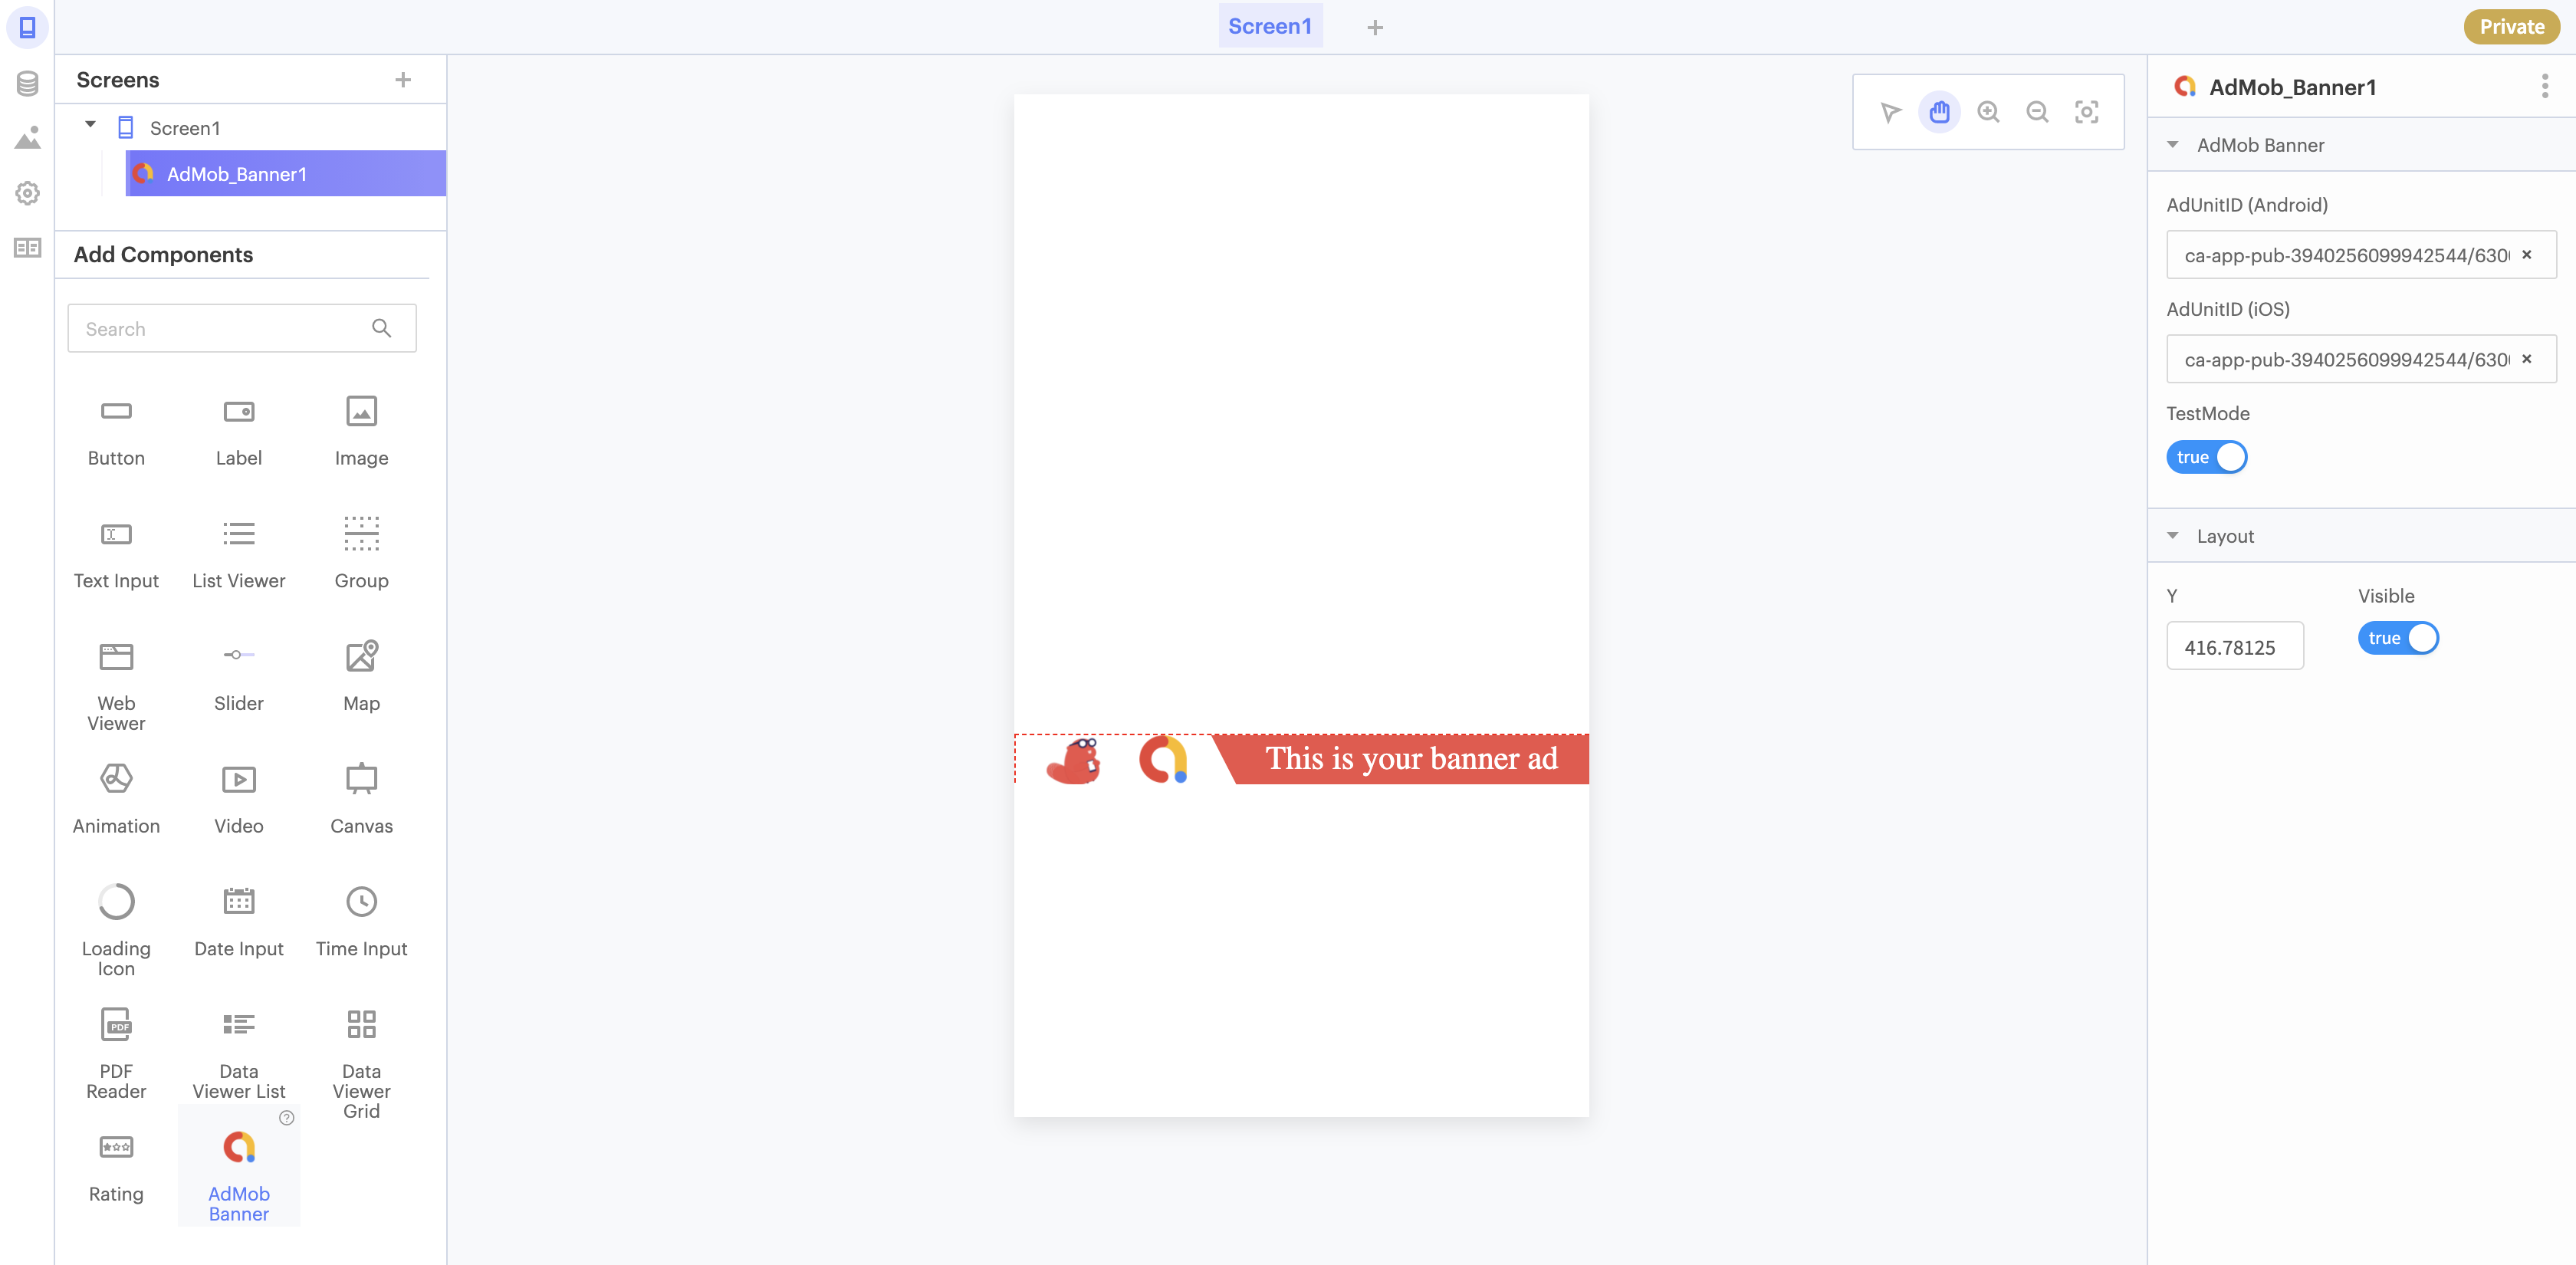 Screen1
Private
Screens
Screen1
AdMob_Banner1
Add Components
Search
Button
Label
Image
Text Input
List Viewer
Group
Web
Viewer
Slider
Map
Animation
Video
Canvas
Loading
Icon
Date Input
Time Input
PDF
PDF
Reader
Data
Viewer List
Data
Viewer
Grid
Rating
AdMob
Banner
This is your banner ad
AdMob_Banner1
AdMob Banner
AdUnitID (Android)
ca-app-pub-3940256099942544/630
AdUnitID (iOS)
ca-app-pub-3940256099942544/630
TestMode
true
Layout
Y
Visible
416.78125
true